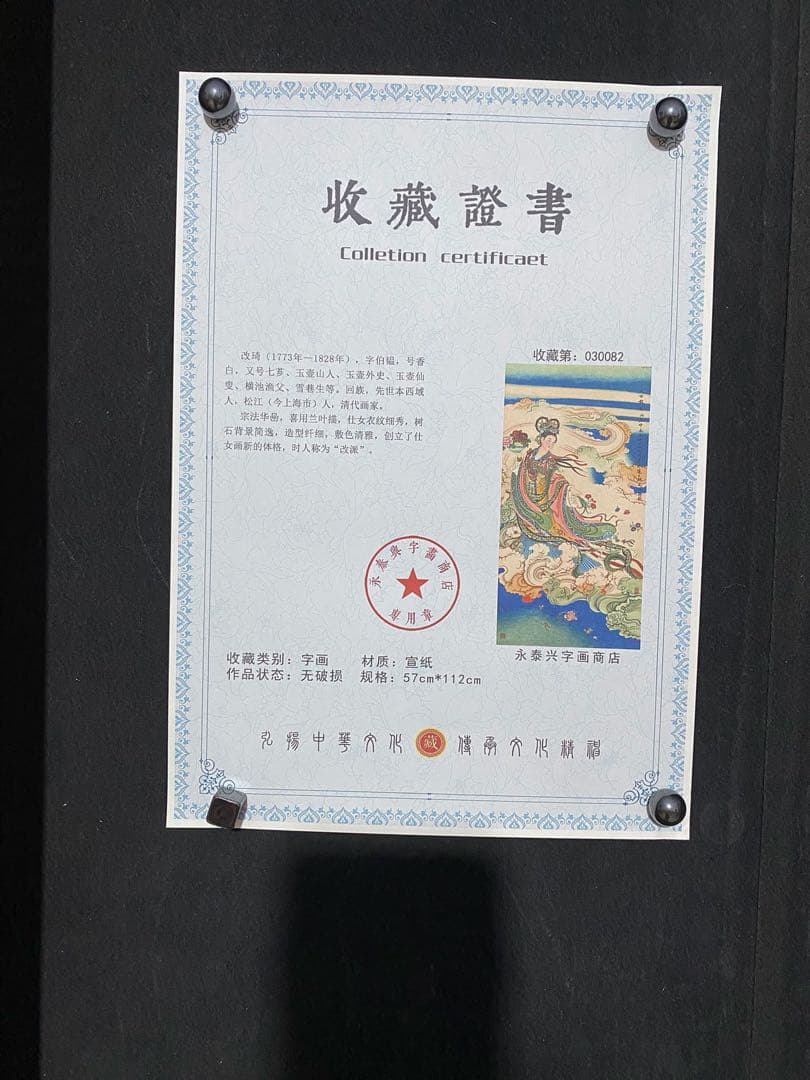 收藏證書
Colletion certificaet
改琦（1773年—1828年），字伯韫，号香
白，又号七芗、玉壶山人、玉壶外史、玉壶仙
叟、横池渔父、雪巷生等。回族，先世本西域
人，松江（今上海市）人，清代画家。
宗法华喦，喜用兰叶描，仕女衣纹细秀，树
石背景简逸，造型纤细，敷色清雅，创立了仕
女画新的体格，时人称为“改派”。
收藏第：030082
永泰兴字画商店
永泰興字畵商店
專用章
收藏类别：字画 材质：宣纸
作品状态：无破损 规格：57cm*112cm
弘揚中華文化 藏 傳承文化精神